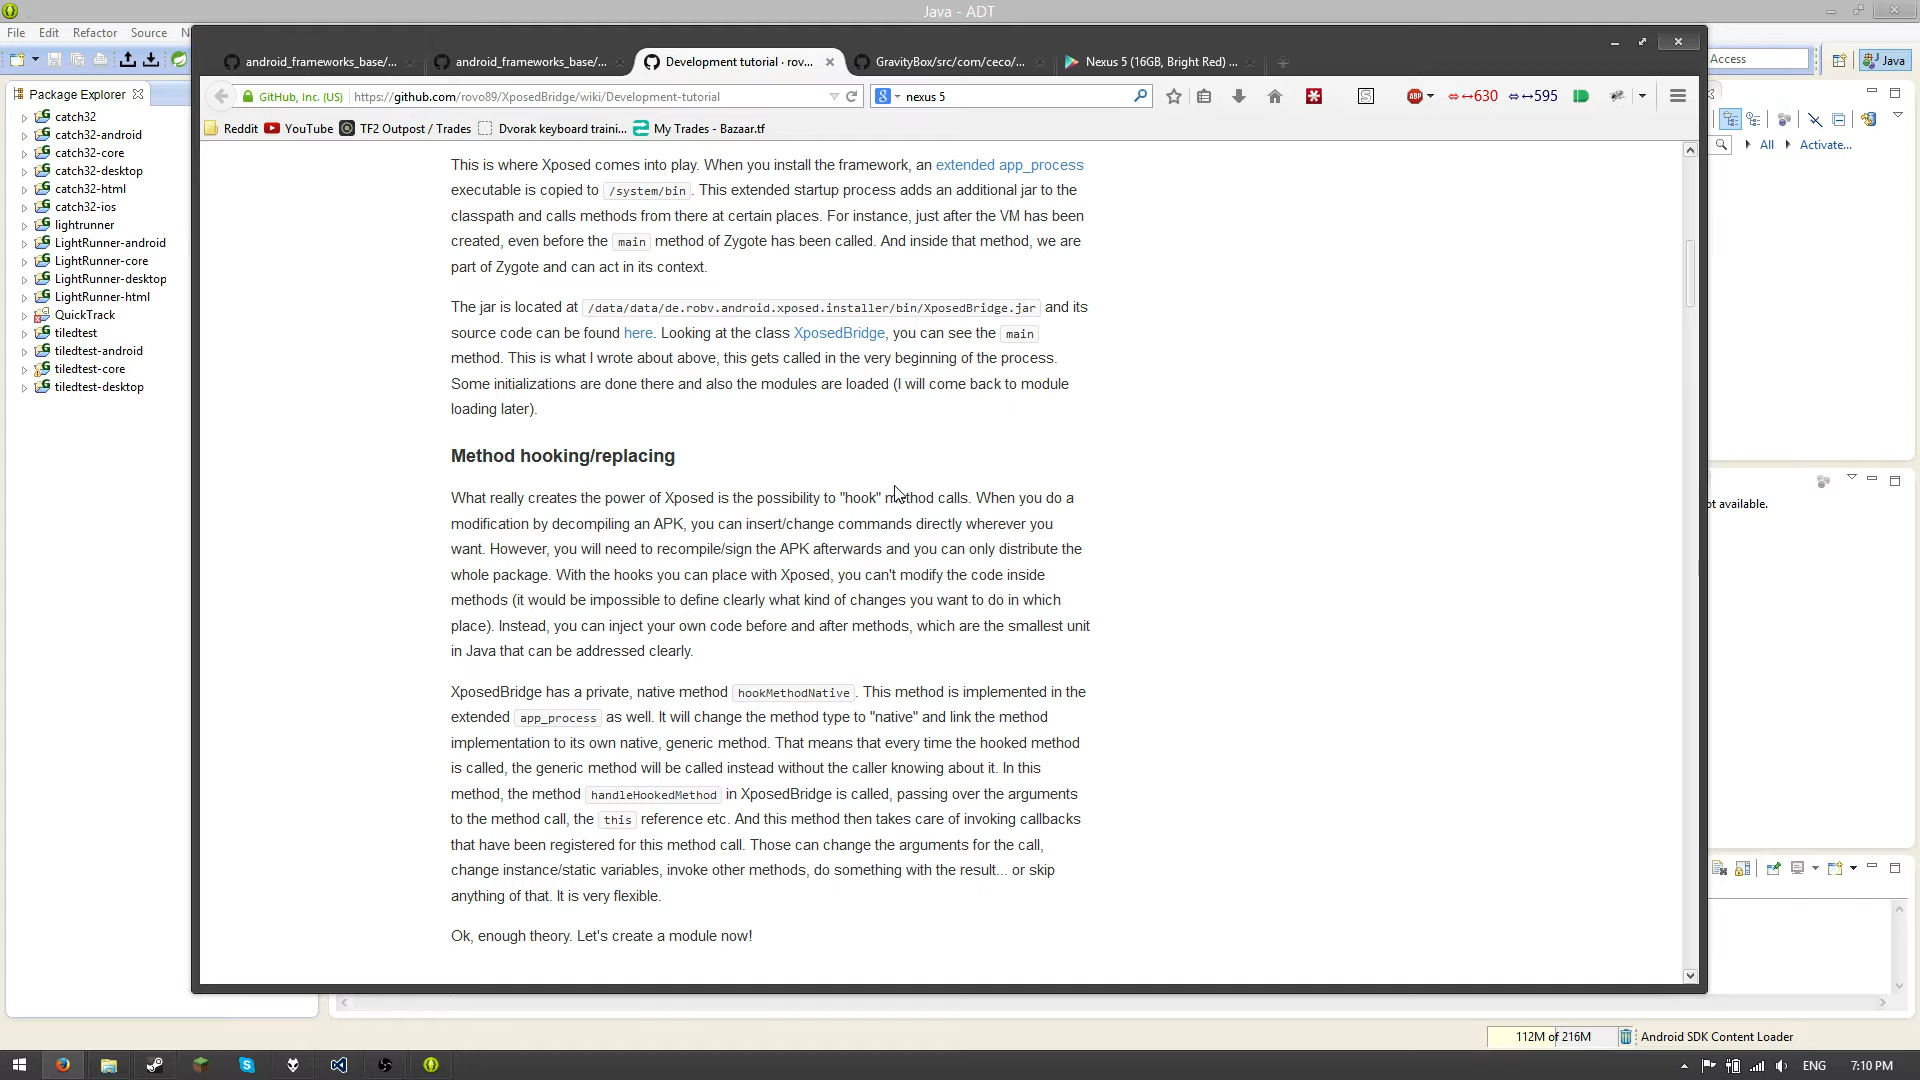 Java - ADT
File Edit Refactor Source
android_frameworks_base/...
android_frameworks_base/...
Development tutorial · rov...
GravityBox/src/com/ceco/...
Nexus 5 (16GB, Bright Red) ...
Access
Java
GitHub, Inc. (US)
https://github.com/rovo89/XposedBridge/wiki/Development-tutorial
nexus 5
ABP
630
595
Reddit YouTube TF2 Outpost / Trades Dvorak keyboard traini... My Trades - Bazaar.tf
All Activate...
Package Explorer
catch32
catch32-android
catch32-core
catch32-desktop
catch32-html
catch32-ios
lightrunner
LightRunner-android
LightRunner-core
LightRunner-desktop
LightRunner-html
QuickTrack
tiledtest
tiledtest-android
tiledtest-core
tiledtest-desktop
This is where Xposed comes into play. When you install the framework, an extended app_process
executable is copied to /system/bin. This extended startup process adds an additional jar to the
classpath and calls methods from there at certain places. For instance, just after the VM has been
created, even before the main method of Zygote has been called. And inside that method, we are
part of Zygote and can act in its context.
The jar is located at /data/data/de.robv.android.xposed.installer/bin/XposedBridge.jar and its
source code can be found here. Looking at the class XposedBridge, you can see the main
method. This is what I wrote about above, this gets called in the very beginning of the process.
Some initializations are done there and also the modules are loaded (I will come back to module
loading later).
Method hooking/replacing
What really creates the power of Xposed is the possibility to "hook" method calls. When you do a
modification by decompiling an APK, you can insert/change commands directly wherever you
want. However, you will need to recompile/sign the APK afterwards and you can only distribute the
whole package. With the hooks you can place with Xposed, you can't modify the code inside
methods (it would be impossible to define clearly what kind of changes you want to do in which
place). Instead, you can inject your own code before and after methods, which are the smallest unit
in Java that can be addressed clearly.
XposedBridge has a private, native method hookMethodNative. This method is implemented in the
extended app_process as well. It will change the method type to "native" and link the method
implementation to its own native, generic method. That means that every time the hooked method
is called, the generic method will be called instead without the caller knowing about it. In this
method, the method handleHookedMethod in XposedBridge is called, passing over the arguments
to the method call, the this reference etc. And this method then takes care of invoking callbacks
that have been registered for this method call. Those can change the arguments for the call,
change instance/static variables, invoke other methods, do something with the result... or skip
anything of that. It is very flexible.
Ok, enough theory. Let's create a module now!
ot available.
112M of 216M
Android SDK Content Loader
ENG
7:10 PM